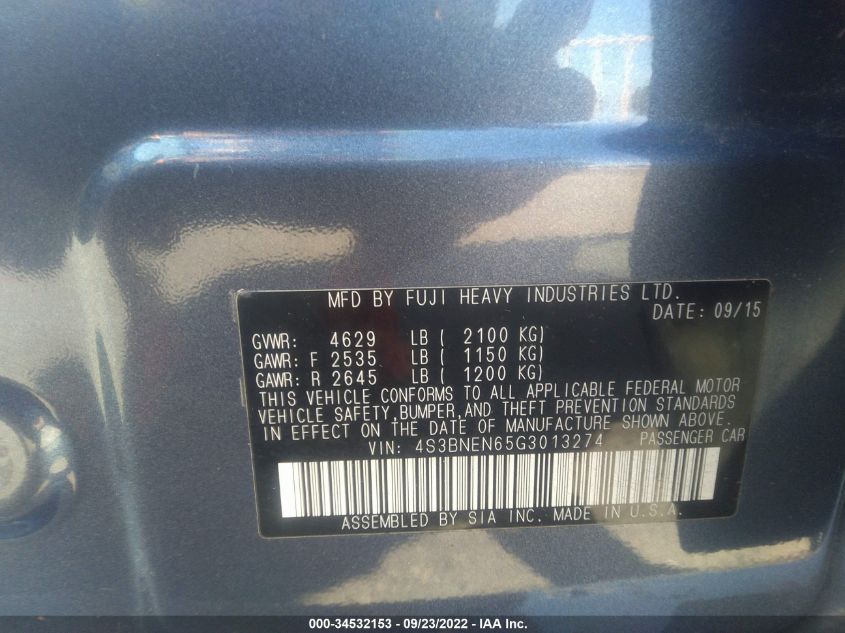 MFD BY FUJI HEAVY INDUSTRIES LTD.
DATE: 09/15
GVWR: 4629 LB ( 2100 KG)
GAWR: F 2535 LB ( 1150 KG)
GAWR: R 2645 LB ( 1200 KG)
THIS VEHICLE CONFORMS TO ALL APPLICABLE FEDERAL MOTOR
VEHICLE SAFETY,BUMPER,AND THEFT PREVENTION STANDARDS
IN EFFECT ON THE DATE OF MANUFACTURE SHOWN ABOVE.
VIN: 4S3BNEN65G3013274 PASSENGER CAR
ASSEMBLED BY SIA INC. MADE IN U.S.A.
000-34532153 - 09/23/2022 - IAA Inc.